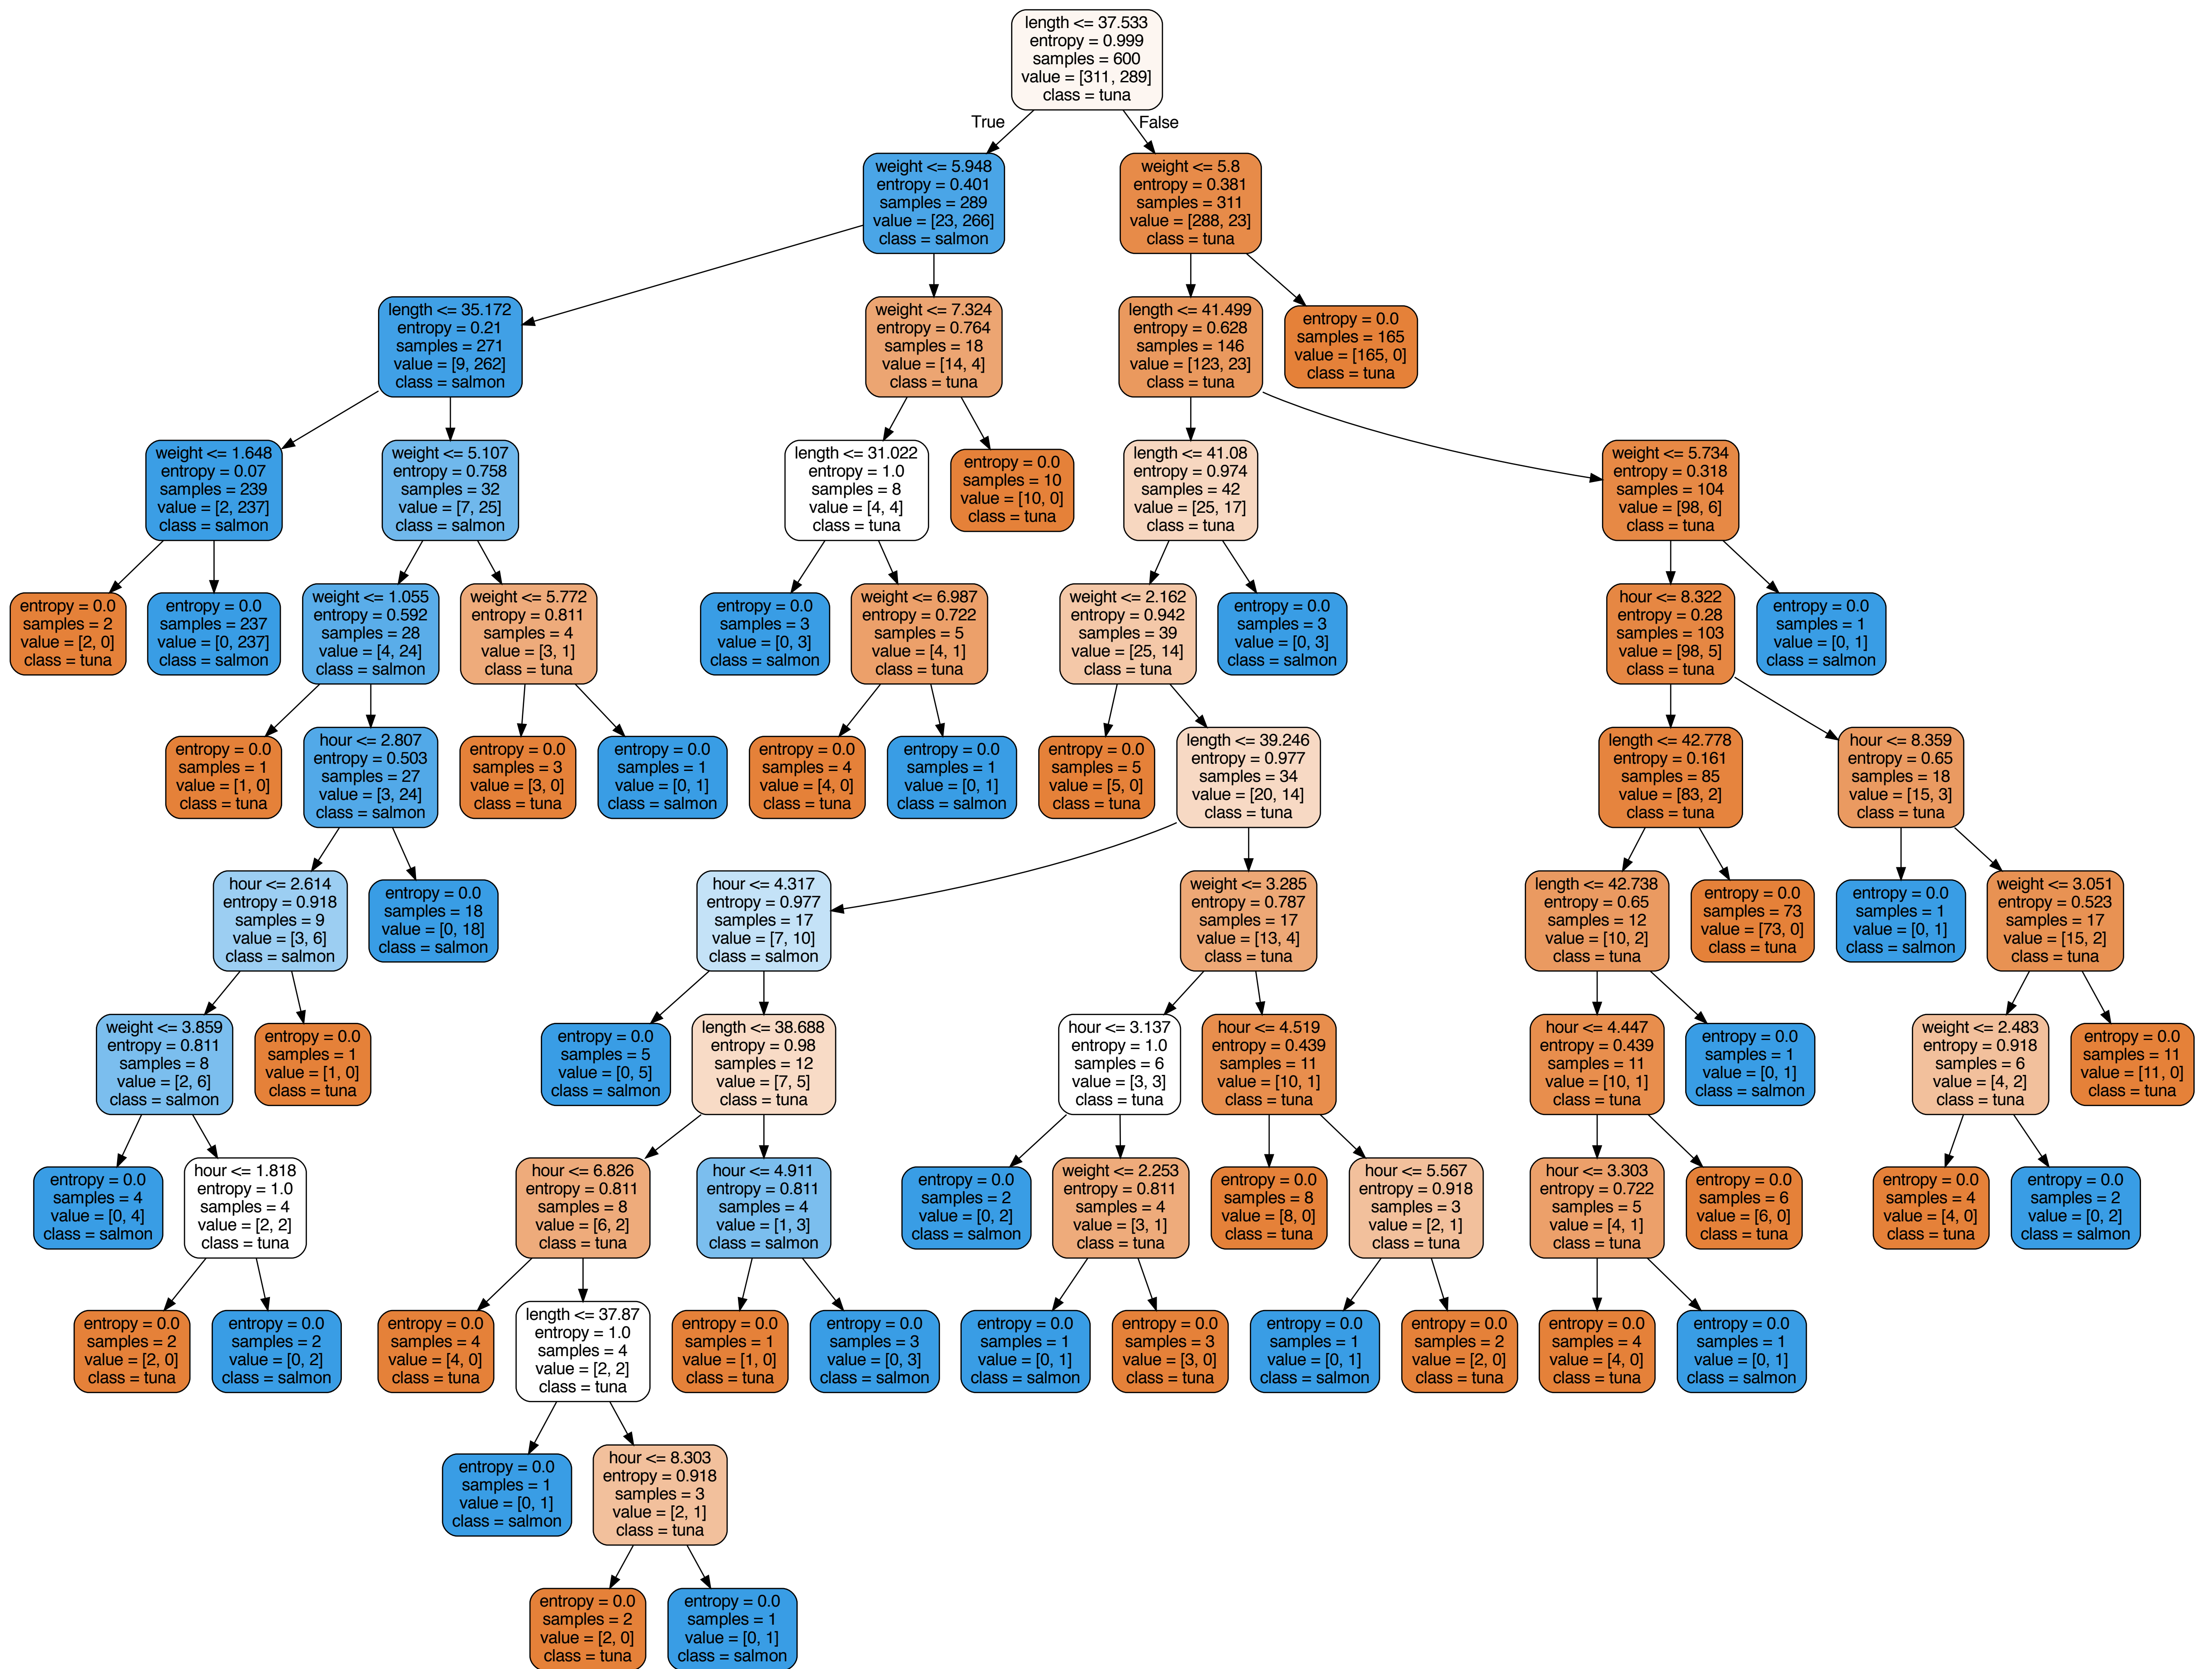 length <= 37.533
entropy = 0.999
samples = 600
value = [311, 289]
class = tuna
True
False
weight <= 5.948
entropy = 0.401
samples = 289
value = [23, 266]
class = salmon
weight <= 5.8
entropy = 0.381
samples = 311
value = [288, 23]
class = tuna
length <= 35.172
entropy = 0.21
samples = 271
value = [9, 262]
class = salmon
weight <= 7.324
entropy = 0.764
samples = 18
value = [14, 4]
class = tuna
length <= 41.499
entropy = 0.628
samples = 146
value = [123, 23]
class = tuna
entropy = 0.0
samples = 165
value = [165, 0]
class = tuna
weight <= 1.648
entropy = 0.07
samples = 239
value = [2, 237]
class = salmon
weight <= 5.107
entropy = 0.758
samples = 32
value = [7, 25]
class = salmon
length <= 31.022
entropy = 1.0
samples = 8
value = [4, 4]
class = tuna
entropy = 0.0
samples = 10
value = [10, 0]
class = tuna
length <= 41.08
entropy = 0.974
samples = 42
value = [25, 17]
class = tuna
weight <= 5.734
entropy = 0.318
samples = 104
value = [98, 6]
class = tuna
entropy = 0.0
samples = 2
value = [2, 0]
class = tuna
entropy = 0.0
samples = 237
value = [0, 237]
class = salmon
weight <= 1.055
entropy = 0.592
samples = 28
value = [4, 24]
class = salmon
weight <= 5.772
entropy = 0.811
samples = 4
value = [3, 1]
class = tuna
entropy = 0.0
samples = 3
value = [0, 3]
class = salmon
weight <= 6.987
entropy = 0.722
samples = 5
value = [4, 1]
class = tuna
weight <= 2.162
entropy = 0.942
samples = 39
value = [25, 14]
class = tuna
entropy = 0.0
samples = 3
value = [0, 3]
class = salmon
hour <= 8.322
entropy = 0.28
samples = 103
value = [98, 5]
class = tuna
entropy = 0.0
samples = 1
value = [0, 1]
class = salmon
entropy = 0.0
samples = 1
value = [1, 0]
class = tuna
hour <= 2.807
entropy = 0.503
samples = 27
value = [3, 24]
class = salmon
entropy = 0.0
samples = 3
value = [3, 0]
class = tuna
entropy = 0.0
samples = 1
value = [0, 1]
class = salmon
entropy = 0.0
samples = 4
value = [4, 0]
class = tuna
entropy = 0.0
samples = 1
value = [0, 1]
class = salmon
entropy = 0.0
samples = 5
value = [5, 0]
class = tuna
length <= 39.246
entropy = 0.977
samples = 34
value = [20, 14]
class = tuna
length <= 42.778
entropy = 0.161
samples = 85
value = [83, 2]
class = tuna
hour <= 8.359
entropy = 0.65
samples = 18
value = [15, 3]
class = tuna
hour <= 2.614
entropy = 0.918
samples = 9
value = [3, 6]
class = salmon
entropy = 0.0
samples = 18
value = [0, 18]
class = salmon
hour <= 4.317
entropy = 0.977
samples = 17
value = [7, 10]
class = salmon
weight <= 3.285
entropy = 0.787
samples = 17
value = [13, 4]
class = tuna
length <= 42.738
entropy = 0.65
samples = 12
value = [10, 2]
class = tuna
entropy = 0.0
samples = 73
value = [73, 0]
class = tuna
entropy = 0.0
samples = 1
value = [0, 1]
class = salmon
weight <= 3.051
entropy = 0.523
samples = 17
value = [15, 2]
class = tuna
weight <= 3.859
entropy = 0.811
samples = 8
value = [2, 6]
class = salmon
entropy = 0.0
samples = 1
value = [1, 0]
class = tuna
entropy = 0.0
samples = 5
value = [0, 5]
class = salmon
length <= 38.688
entropy = 0.98
samples = 12
value = [7, 5]
class = tuna
hour <= 3.137
entropy = 1.0
samples = 6
value = [3, 3]
class = tuna
hour <= 4.519
entropy = 0.439
samples = 11
value = [10, 1]
class = tuna
hour <= 4.447
entropy = 0.439
samples = 11
value = [10, 1]
class = tuna
entropy = 0.0
samples = 1
value = [0, 1]
class = salmon
weight <= 2.483
entropy = 0.918
samples = 6
value = [4, 2]
class = tuna
entropy = 0.0
samples = 11
value = [11, 0]
class = tuna
entropy = 0.0
samples = 4
value = [0, 4]
class = salmon
hour <= 1.818
entropy = 1.0
samples = 4
value = [2, 2]
class = tuna
hour <= 6.826
entropy = 0.811
samples = 8
value = [6, 2]
class = tuna
hour <= 4.911
entropy = 0.811
samples = 4
value = [1, 3]
class = salmon
entropy = 0.0
samples = 2
value = [0, 2]
class = salmon
weight <= 2.253
entropy = 0.811
samples = 4
value = [3, 1]
class = tuna
entropy = 0.0
samples = 8
value = [8, 0]
class = tuna
hour <= 5.567
entropy = 0.918
samples = 3
value = [2, 1]
class = tuna
hour <= 3.303
entropy = 0.722
samples = 5
value = [4, 1]
class = tuna
entropy = 0.0
samples = 6
value = [6, 0]
class = tuna
entropy = 0.0
samples = 4
value = [4, 0]
class = tuna
entropy = 0.0
samples = 2
value = [0, 2]
class = salmon
entropy = 0.0
samples = 2
value = [2, 0]
class = tuna
entropy = 0.0
samples = 2
value = [0, 2]
class = salmon
entropy = 0.0
samples = 4
value = [4, 0]
class = tuna
length <= 37.87
entropy = 1.0
samples = 4
value = [2, 2]
class = tuna
entropy = 0.0
samples = 1
value = [1, 0]
class = tuna
entropy = 0.0
samples = 3
value = [0, 3]
class = salmon
entropy = 0.0
samples = 1
value = [0, 1]
class = salmon
entropy = 0.0
samples = 3
value = [3, 0]
class = tuna
entropy = 0.0
samples = 1
value = [0, 1]
class = salmon
entropy = 0.0
samples = 2
value = [2, 0]
class = tuna
entropy = 0.0
samples = 4
value = [4, 0]
class = tuna
entropy = 0.0
samples = 1
value = [0, 1]
class = salmon
entropy = 0.0
samples = 1
value = [0, 1]
class = salmon
hour <= 8.303
entropy = 0.918
samples = 3
value = [2, 1]
class = tuna
entropy = 0.0
samples = 2
value = [2, 0]
class = tuna
entropy = 0.0
samples = 1
value = [0, 1]
class = salmon